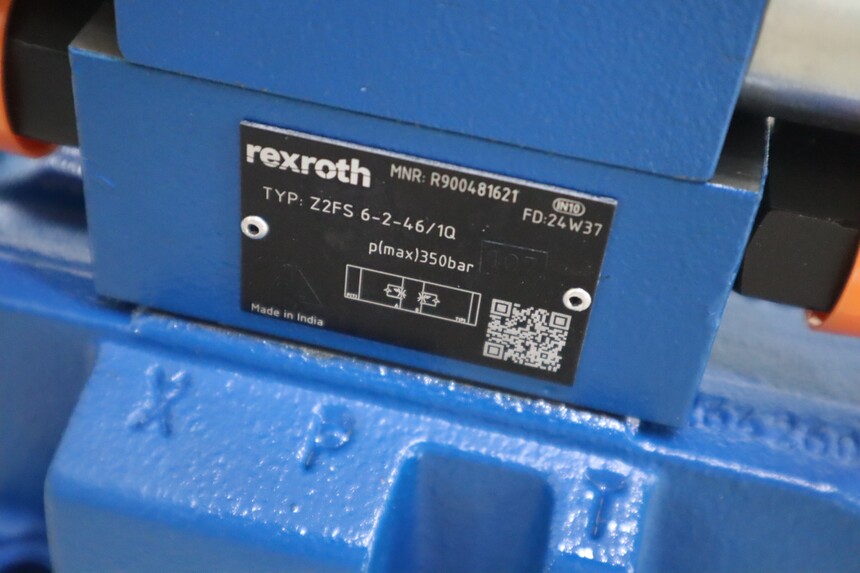 rexroth
MNR: R900481621
IN10
TYP: Z2FS 6-2-46/1Q
FD:24W37
p(max)350bar
Made in India
X
P
T